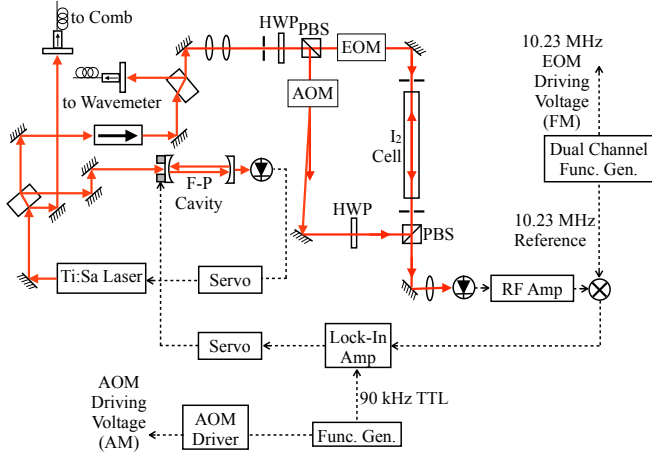 to Comb
to Wavemeter
HWP
PBS
EOM
AOM
I2
Cell
10.23 MHz
EOM
Driving
Voltage
(FM)
Dual Channel
Func. Gen.
10.23 MHz
Reference
F-P
Cavity
HWP
PBS
Ti:Sa Laser
Servo
RF Amp
Servo
Lock-In
Amp
90 kHz TTL
AOM
Driving
Voltage
(AM)
AOM
Driver
Func. Gen.